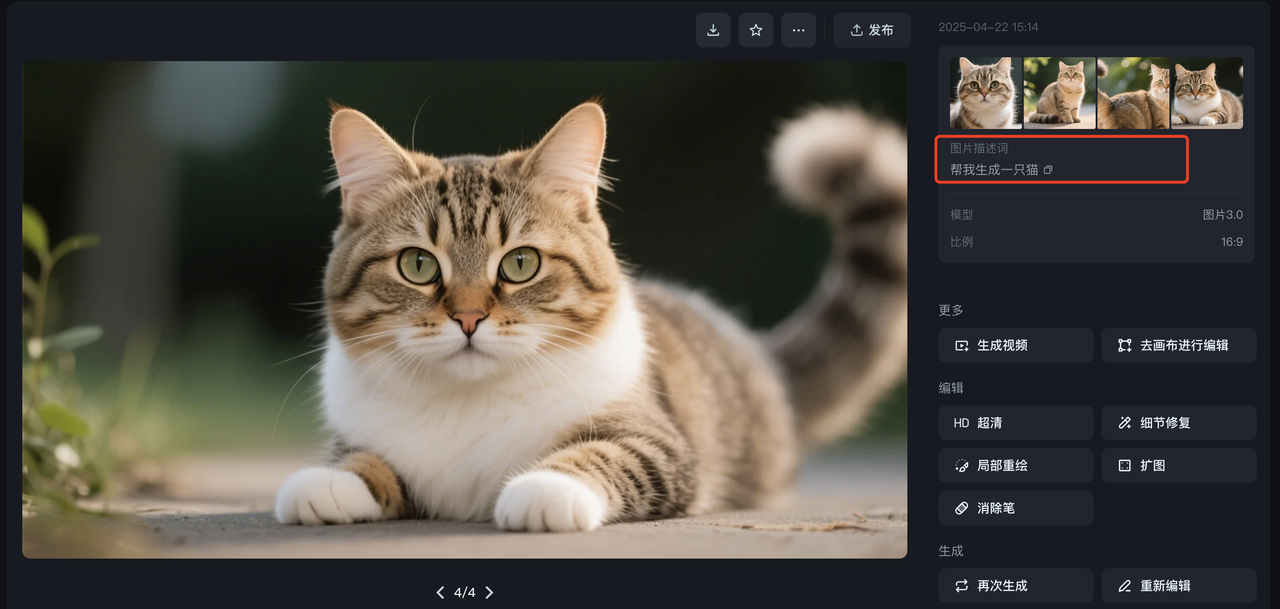 发布
2025-04-22 15:14
图片描述词
帮我生成一只猫
模型 图片3.0
比例 16:9
更多
生成视频 去画布进行编辑
编辑
HD 超清 细节修复
局部重绘 扩图
消除笔
生成
再次生成 重新编辑
4/4